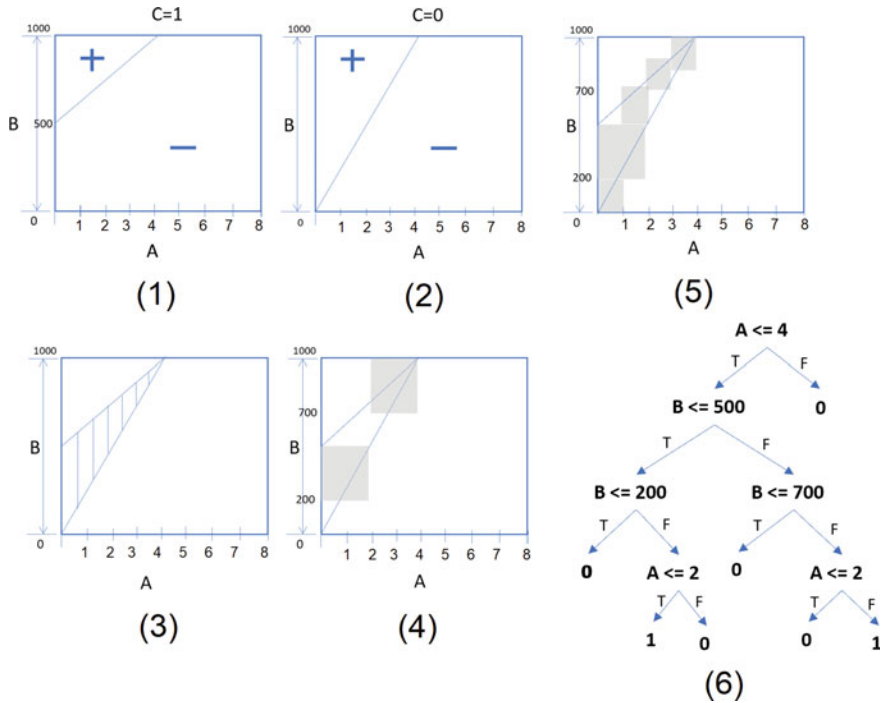 C=1
1000
B
500
0
1 2 3 4 5 6 7 8
A
(1)
C=0
1000
B
0
1 2 3 4 5 6 7 8
A
(2)
1000
700
B
200
0
1 2 3 4 5 6 7 8
A
(5)
1000
B
0
1 2 3 4 5 6 7 8
A
(3)
1000
700
B
200
0
1 2 3 4 5 6 7 8
A
(4)
A <= 4
T F
B <= 500 0
T F
B <= 200 B <= 700
T F T F
0 A <= 2 0 A <= 2
T F T F
1 0 0 1
(6)